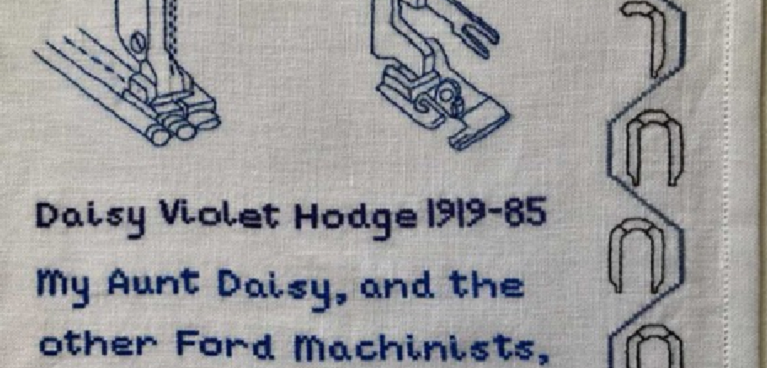 Daisy Violet Hodge 1919-85
My Aunt Daisy, and the
other Ford Machinists,